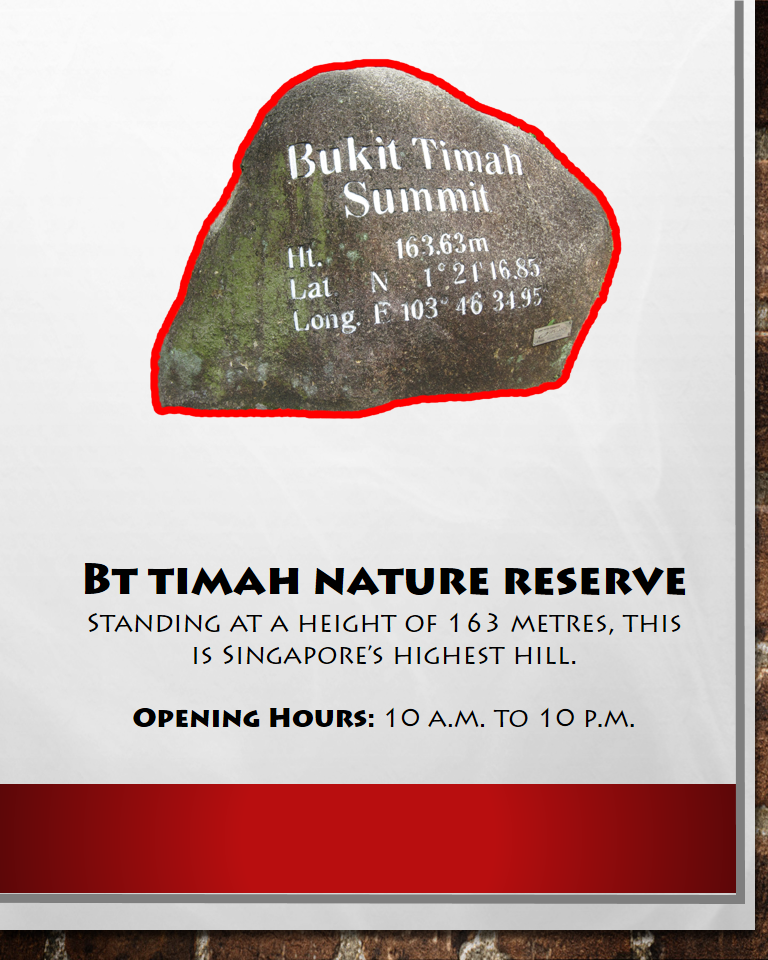 Bukit Timah
Summit
Ht. 163.63m
Lat N 1° 21' 16.85
Long. E 103° 46 34.95
BT TIMAH NATURE RESERVE
STANDING AT A HEIGHT OF 163 METRES, THIS
IS SINGAPORE'S HIGHEST HILL.
OPENING HOURS: 10 A.M. TO 10 P.M.